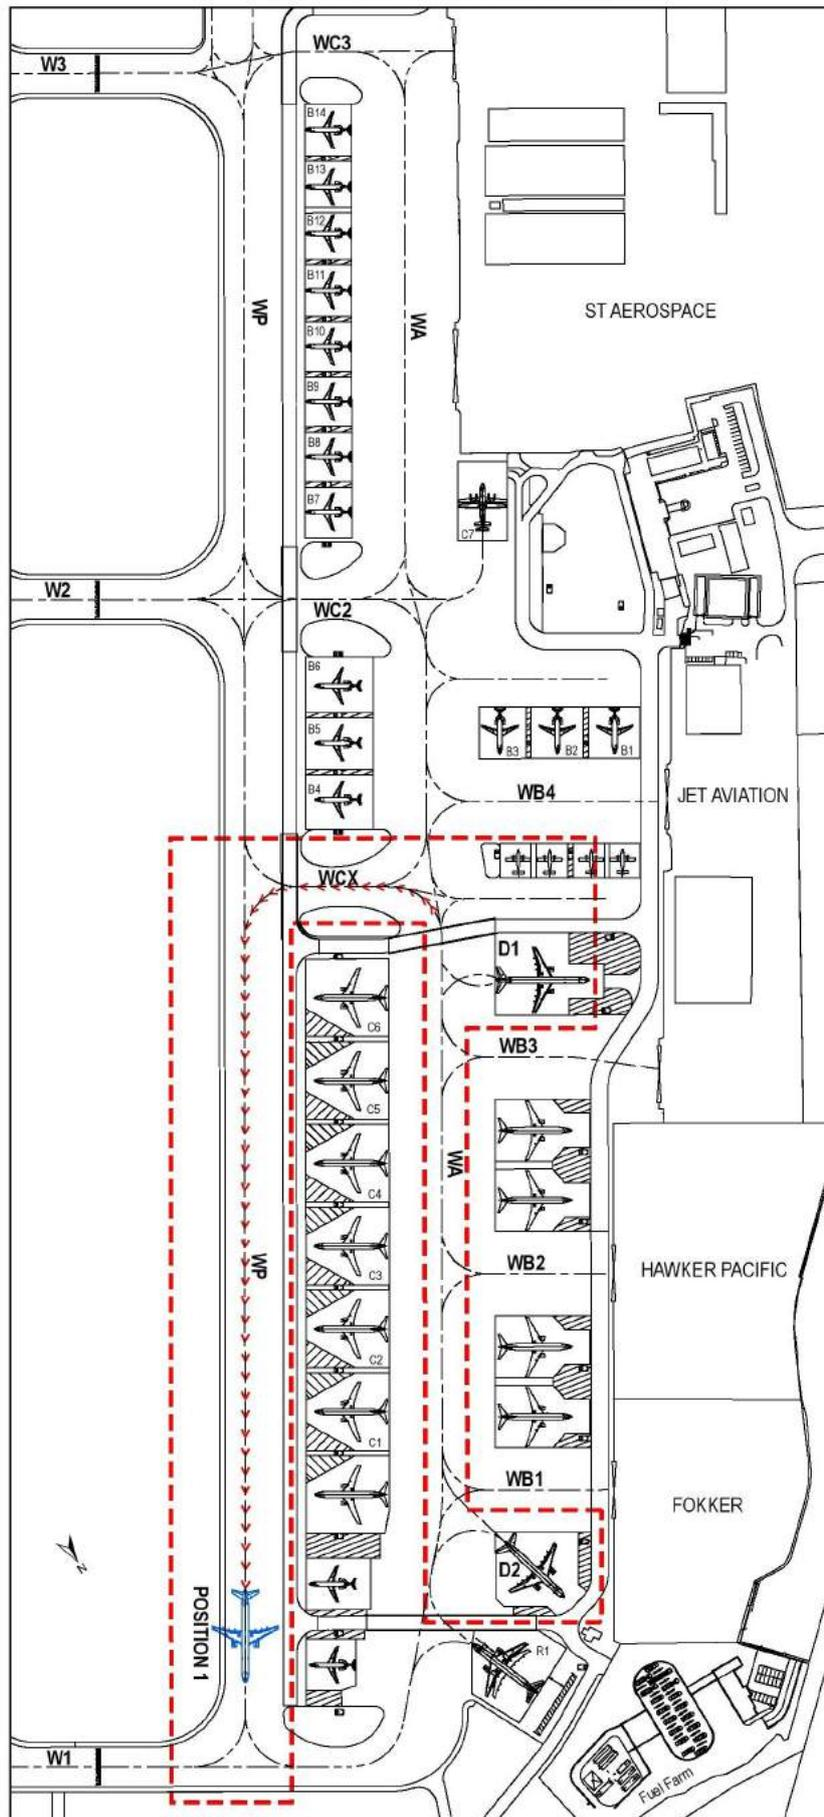 WC3
W3
B14
B13
B12
B11
WP
ST AEROSPACE
WA
B10
B9
B8
B7
C7
W2
WC2
B6
B5
B3
B2
B1
B4
WB4
JET AVIATION
WCX
D1
C6
WB3
C5
WA
C4
WP
C3
WB2
HAWKER PACIFIC
C2
C1
WB1
FOKKER
N
D2
POSITION 1
R1
W1
Fuel Farm